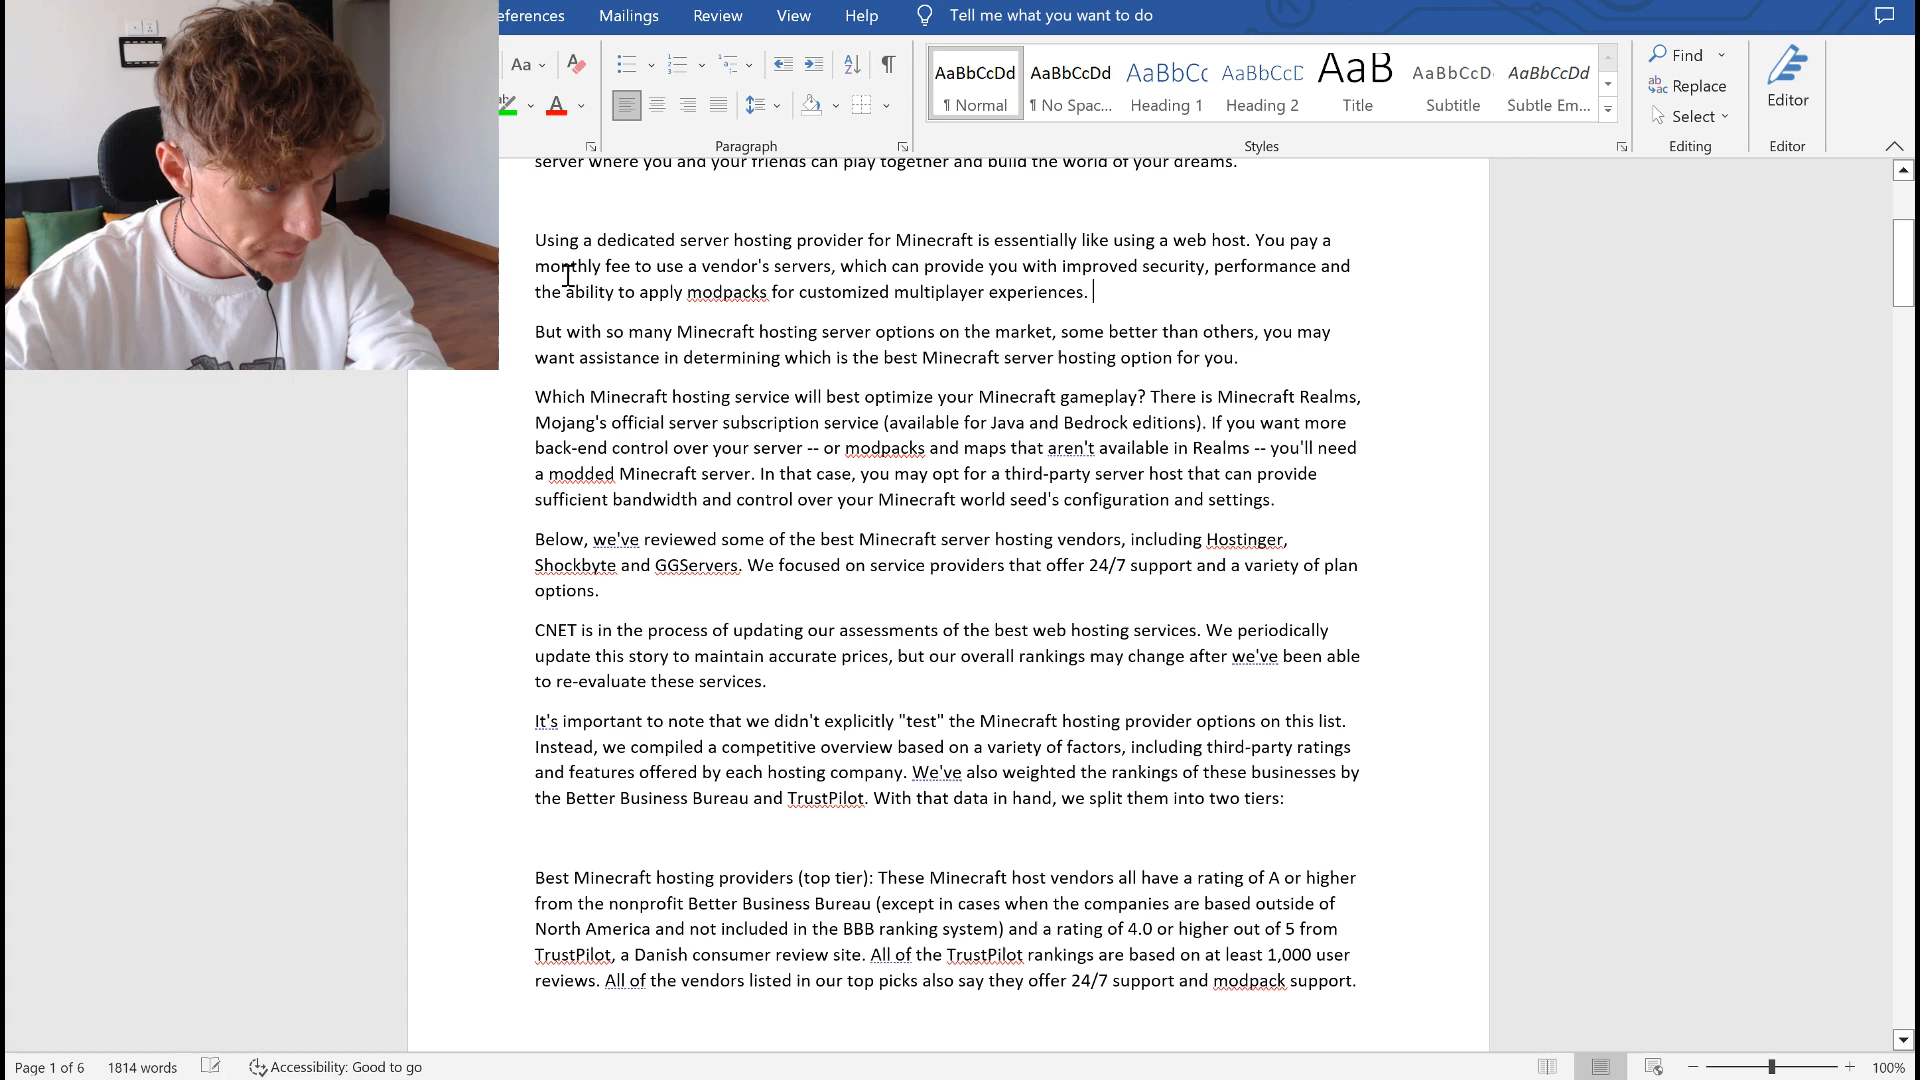 eferences Mailings Review View Help Tell me what you want to do
Aa
AaBbCcDd AaBbCcDd AaBbCc AaBbCcD AaB AaBbCcD AaBbCcDd
¶ Normal ¶ No Spac... Heading 1 Heading 2 Title Subtitle Subtle Em...
Find
Replace
Select
Editor
Paragraph Styles Editing Editor
server where you and your friends can play together and build the world of your dreams.
Using a dedicated server hosting provider for Minecraft is essentially like using a web host. You pay a
monthly fee to use a vendor's servers, which can provide you with improved security, performance and
the ability to apply modpacks for customized multiplayer experiences.
But with so many Minecraft hosting server options on the market, some better than others, you may
want assistance in determining which is the best Minecraft server hosting option for you.
Which Minecraft hosting service will best optimize your Minecraft gameplay? There is Minecraft Realms,
Mojang's official server subscription service (available for Java and Bedrock editions). If you want more
back-end control over your server -- or modpacks and maps that aren't available in Realms -- you'll need
a modded Minecraft server. In that case, you may opt for a third-party server host that can provide
sufficient bandwidth and control over your Minecraft world seed's configuration and settings.
Below, we've reviewed some of the best Minecraft server hosting vendors, including Hostinger,
Shockbyte and GGServers. We focused on service providers that offer 24/7 support and a variety of plan
options.
CNET is in the process of updating our assessments of the best web hosting services. We periodically
update this story to maintain accurate prices, but our overall rankings may change after we've been able
to re-evaluate these services.
It's important to note that we didn't explicitly "test" the Minecraft hosting provider options on this list.
Instead, we compiled a competitive overview based on a variety of factors, including third-party ratings
and features offered by each hosting company. We've also weighted the rankings of these businesses by
the Better Business Bureau and TrustPilot. With that data in hand, we split them into two tiers:
Best Minecraft hosting providers (top tier): These Minecraft host vendors all have a rating of A or higher
from the nonprofit Better Business Bureau (except in cases when the companies are based outside of
North America and not included in the BBB ranking system) and a rating of 4.0 or higher out of 5 from
TrustPilot, a Danish consumer review site. All of the TrustPilot rankings are based on at least 1,000 user
reviews. All of the vendors listed in our top picks also say they offer 24/7 support and modpack support.
Page 1 of 6 1814 words Accessibility: Good to go 100%